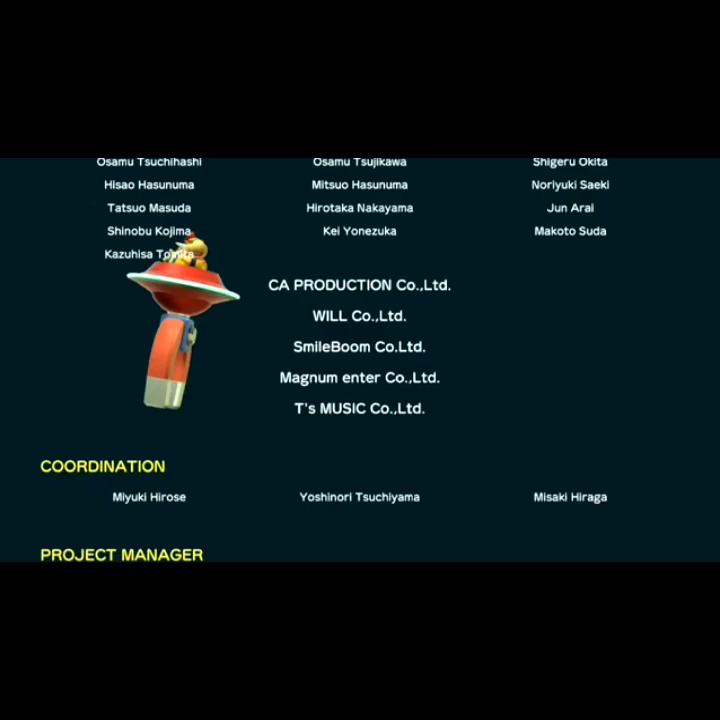 Osamu Tsuchihashi Osamu Tsujikawa Shigeru Okita
Hisao Hasunuma Mitsuo Hasunuma Noriyuki Saeki
Tatsuo Masuda Hirotaka Nakayama Jun Arai
Shinobu Kojima Kei Yonezuka Makoto Suda
Kazuhisa Tomita
CA PRODUCTION Co.,Ltd.
WILL Co.,Ltd.
SmileBoom Co.Ltd.
Magnum enter Co.,Ltd.
T's MUSIC Co.,Ltd.
COORDINATION
Miyuki Hirose Yoshinori Tsuchiyama Misaki Hiraga
PROJECT MANAGER